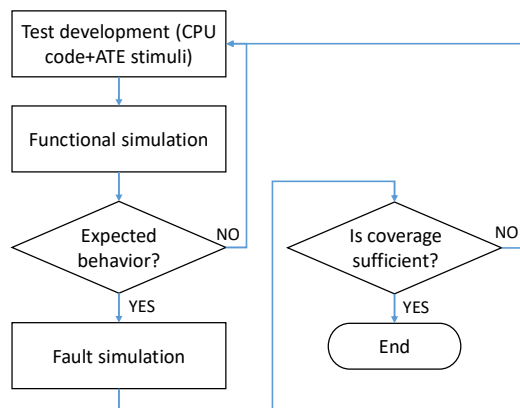 Test development (CPU
code+ATE stimuli)
Functional simulation
Expected
behavior?
NO
YES
Fault simulation
Is coverage
sufficient?
NO
YES
End